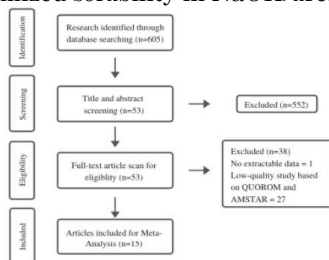 Identification
Research identified through
database searching (n=605)
Screening
Title and abstract
screening (n=53)
Excluded (n=552)
Eligibility
Full-text article scan for
eligiblity (n=53)
Excluded (n=38)
No extractable data = 1
Low-quality study based
on QUOROM and
AMSTAR = 27
Included
Articles included for Meta-
Analysis (n=15)